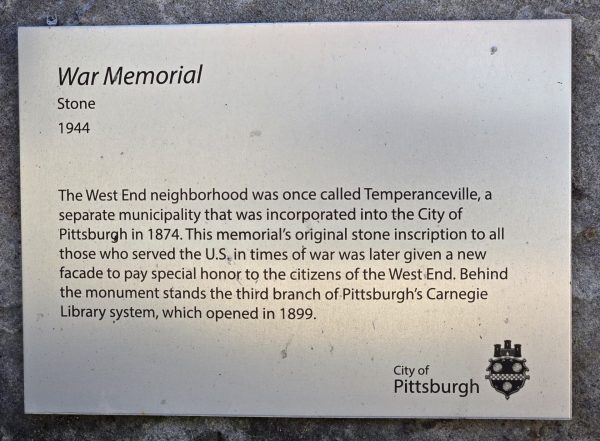 War Memorial
Stone
1944
The West End neighborhood was once called Temperanceville, a
separate municipality that was incorporated into the City of
Pittsburgh in 1874. This memorial's original stone inscription to all
those who served the U.S. in times of war was later given a new
facade to pay special honor to the citizens of the West End. Behind
the monument stands the third branch of Pittsburgh's Carnegie
Library system, which opened in 1899.
City of
Pittsburgh